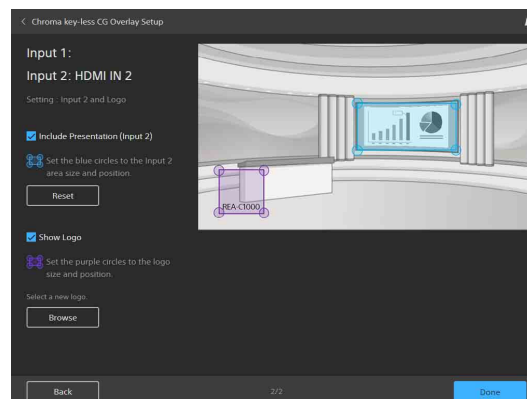 Chroma key-less CG Overlay Setup
Input 1:
Input 2: HDMI IN 2
Setting : Input 2 and Logo
Include Presentation (Input 2)
Set the blue circles to the Input 2
area size and position.
Reset
REA-C1000
Show Logo
Set the purple circles to the logo
size and position.
Select a new logo.
Browse
Back
2/2
Done